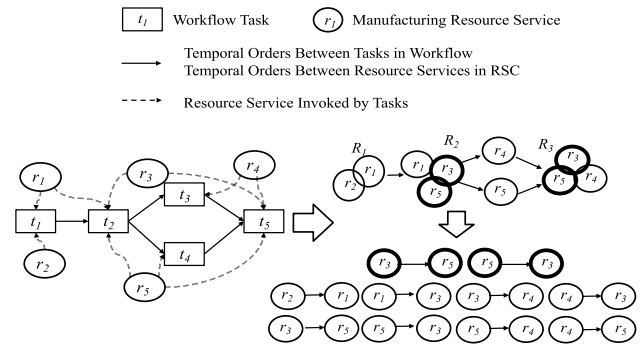 t1 Workflow Task r1 Manufacturing Resource Service
Temporal Orders Between Tasks in Workflow
Temporal Orders Between Resource Services in RSC
Resource Service Invoked by Tasks
r1 r3 r4
t1 t2 t3 t4 t5
r2 r5
R1 R2 R3
r2 r1 r1 r3 r5 r4 r5 r3 r5 r4
r3 r5 r5 r3
r2 r1 r1 r3 r3 r4 r4 r3
r3 r5 r5 r3 r5 r4 r4 r5